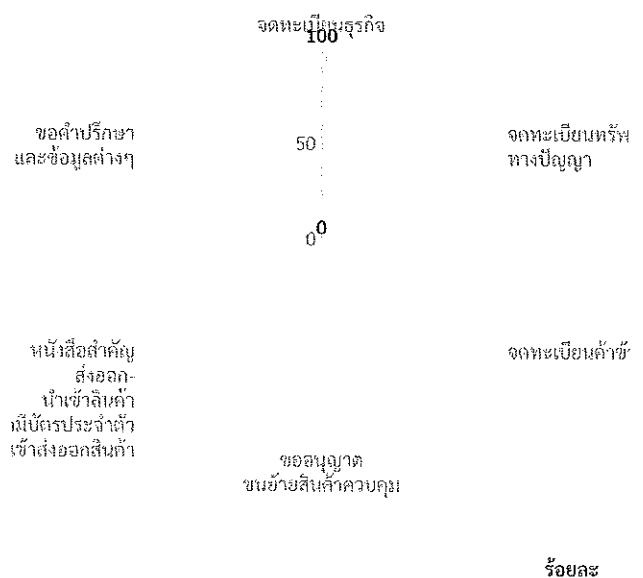 จดทะเบียนธุรกิจ
100
ขอคำปรึกษา
และข้อมูลต่างๆ
50
จดทะเบียนทรัพ
ทางปัญญา
0
0
หนังสือสำคัญ
ส่งออก-
นำเข้าสินค้า
มีบัตรประจำตัว
เข้าส่งออกสินค้า
จดทะเบียนค้าข้
ขออนุญาต
ขนย้ายสินค้าควบคุม
ร้อยละ